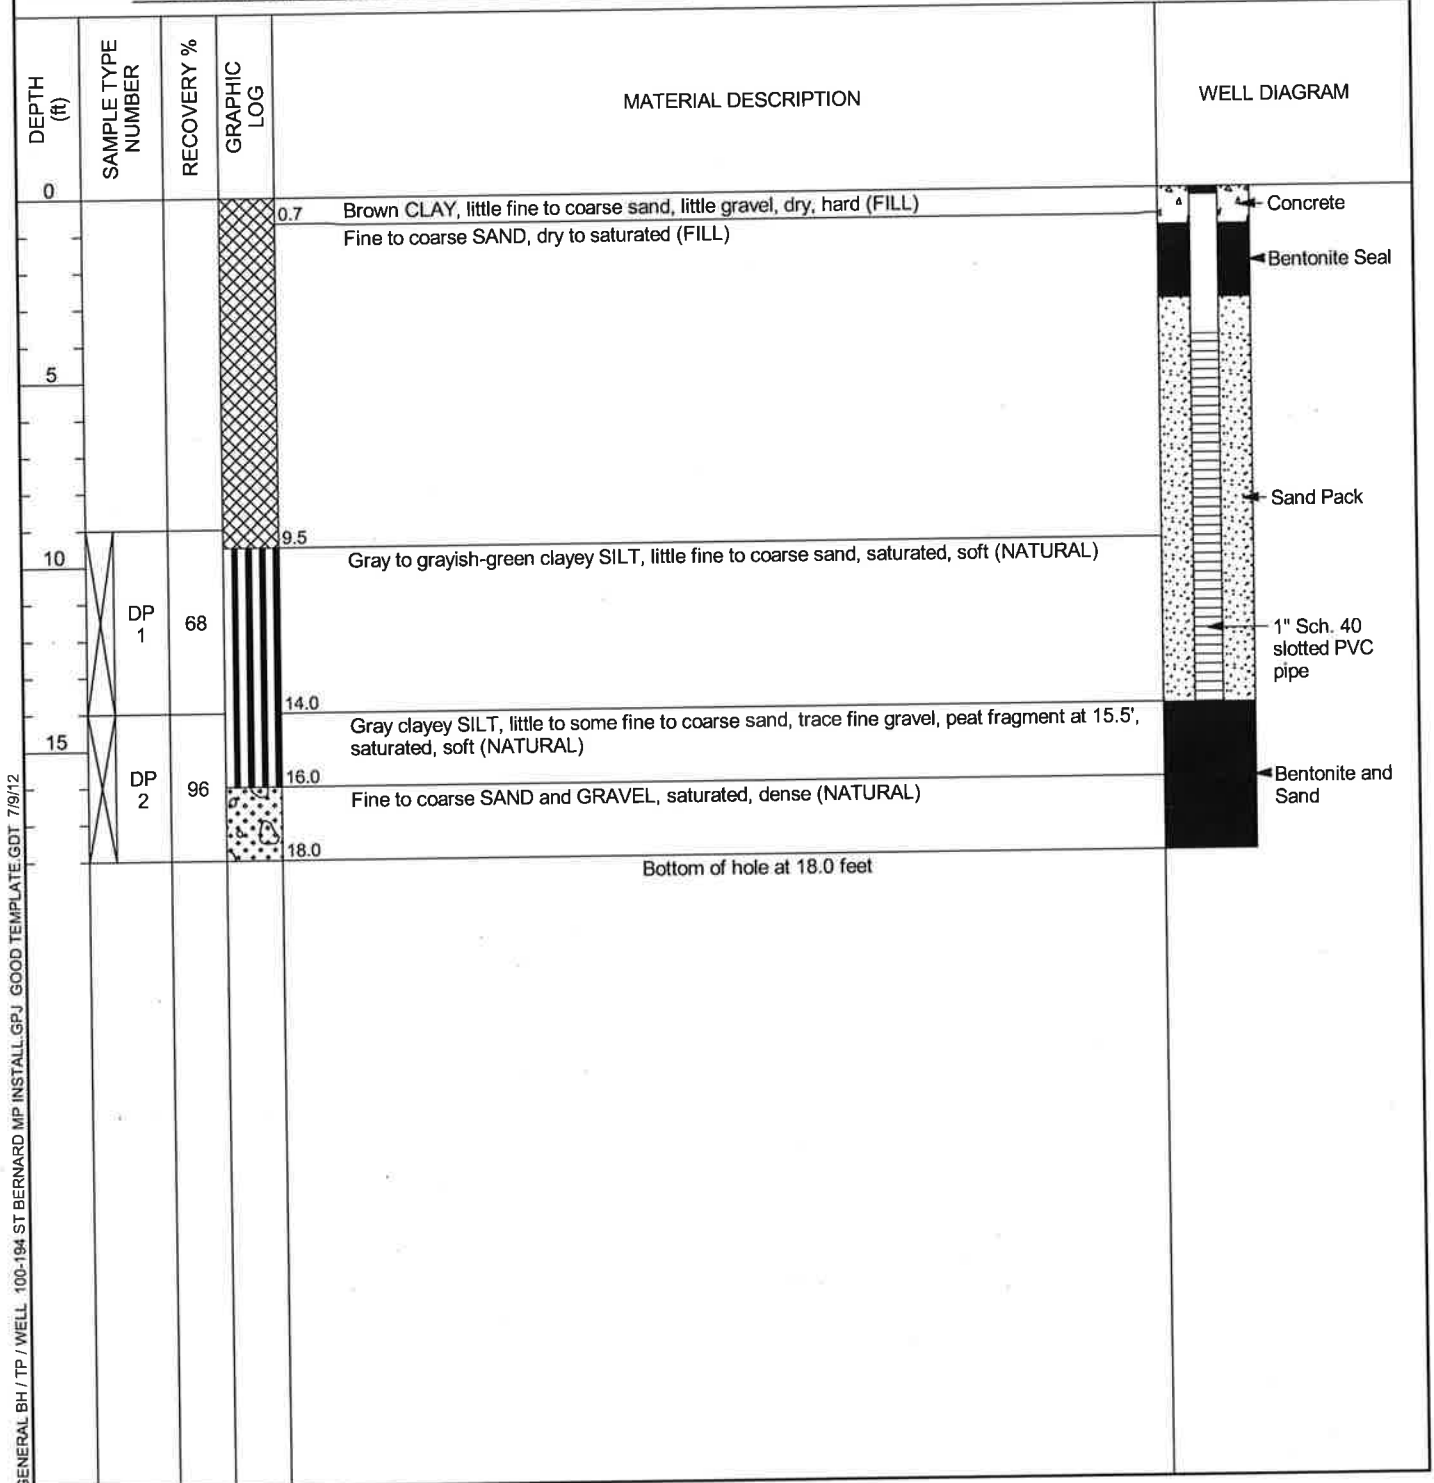 DEPTH
(ft)
SAMPLE TYPE
NUMBER
RECOVERY %
GRAPHIC
LOG
MATERIAL DESCRIPTION
WELL DIAGRAM
0
0.7
Brown CLAY, little fine to coarse sand, little gravel, dry, hard (FILL)
Concrete
Fine to coarse SAND, dry to saturated (FILL)
Bentonite Seal
5
Sand Pack
9.5
10
Gray to grayish-green clayey SILT, little fine to coarse sand, saturated, soft (NATURAL)
DP
1
68
1" Sch. 40
slotted PVC
pipe
14.0
Gray clayey SILT, little to some fine to coarse sand, trace fine gravel, peat fragment at 15.5',
saturated, soft (NATURAL)
15
16.0
DP
2
96
Fine to coarse SAND and GRAVEL, saturated, dense (NATURAL)
Bentonite and
Sand
18.0
Bottom of hole at 18.0 feet
GENERAL BH / TP / WELL 100-194 ST BERNARD MP INSTALL.GPJ GOOD TEMPLATE.GDT 7/9/12